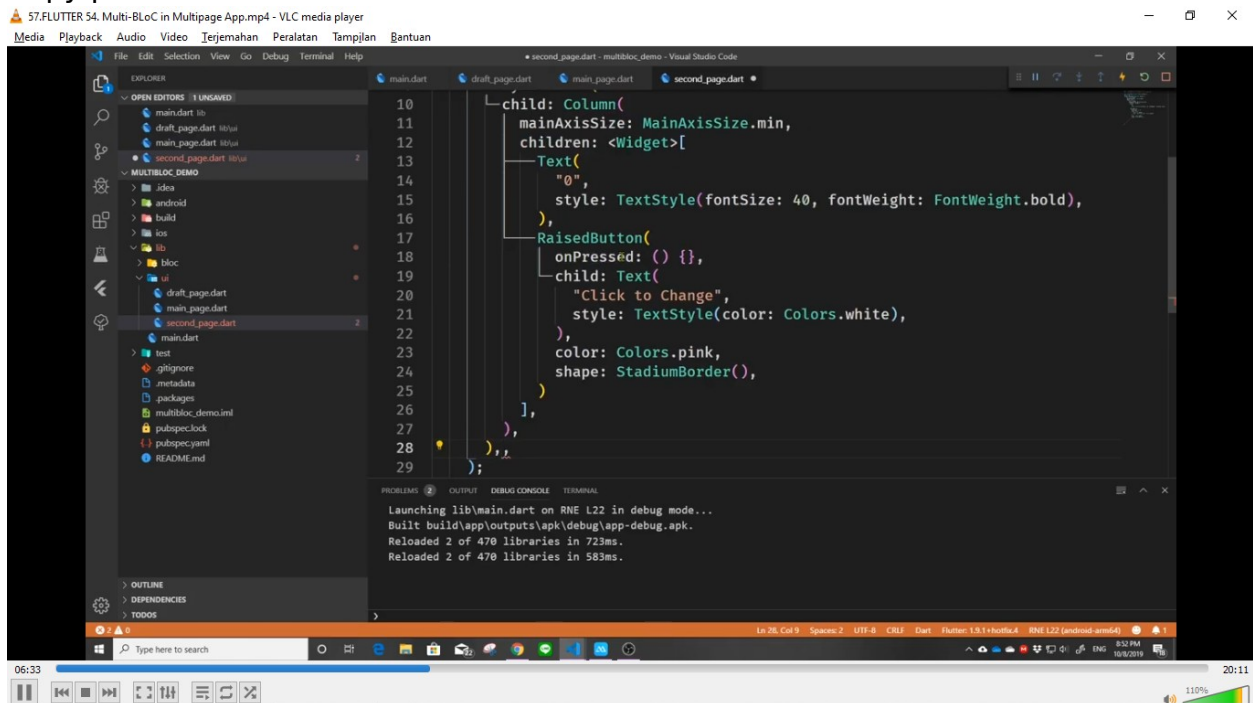 57.FLUTTER 54. Multi-BLoC in Multipage App.mp4 - VLC media player
Media Playback Audio Video Terjemahan Peralatan Tampilan Bantuan
File Edit Selection View Go Debug Terminal Help
● second_page.dart - multibloc_demo - Visual Studio Code
EXPLORER
main.dart draft_page.dart main_page.dart second_page.dart ●
OPEN EDITORS 1 UNSAVED
main.dart lib
draft_page.dart lib\ui
main_page.dart lib\ui
● second_page.dart lib\ui 2
MULTIBLOC_DEMO
> .idea
> android
> build
> ios
lib
> bloc
ui
draft_page.dart
main_page.dart
second_page.dart 2
main.dart
> test
.gitignore
.metadata
.packages
multibloc_demo.iml
pubspec.lock
pubspec.yaml
README.md
> OUTLINE
> DEPENDENCIES
> TODOS
10 child: Column(
11 mainAxisSize: MainAxisSize.min,
12 children: <Widget>[
13 Text(
14 "0",
15 style: TextStyle(fontSize: 40, fontWeight: FontWeight.bold),
16 ),
17 RaisedButton(
18 onPressed: () {},
19 child: Text(
20 "Click to Change",
21 style: TextStyle(color: Colors.white),
22 ),
23 color: Colors.pink,
24 shape: StadiumBorder(),
25 )
26 ],
27 ),
28 ),,
29 );
PROBLEMS 2 OUTPUT DEBUG CONSOLE TERMINAL
Launching lib\main.dart on RNE L22 in debug mode...
Built build\app\outputs\apk\debug\app-debug.apk.
Reloaded 2 of 470 libraries in 723ms.
Reloaded 2 of 470 libraries in 583ms.
>
2 0
Ln 28, Col 9 Spaces: 2 UTF-8 CRLF Dart Flutter: 1.9.1+hotfix.4 RNE L22 (android-arm64) 1
Type here to search
ENG 8:52 PM
10/8/2019
06:33 20:11
110%